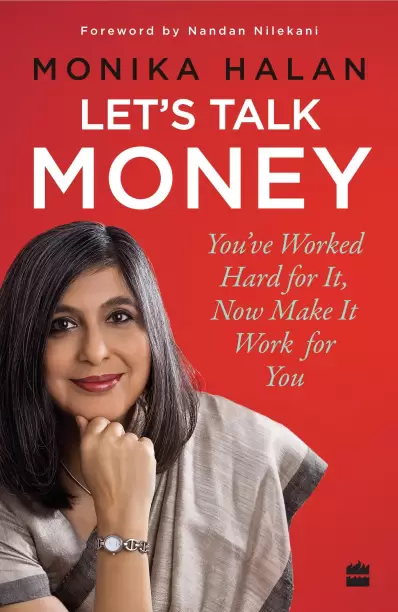 Foreword by Nandan Nilekani
MONIKA HALAN
LET'S TALK
MONEY
You've Worked
Hard for It,
Now Make It
Work for
You